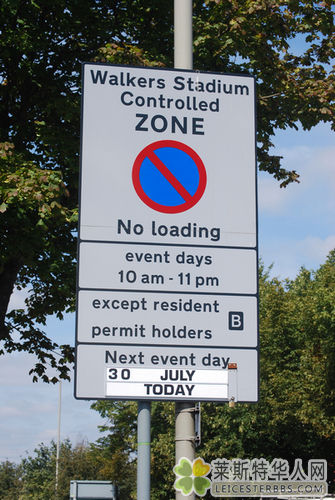 Walkers Stadium
Controlled
ZONE
No loading
event days
10 am - 11 pm
except resident
permit holders
B
Next event day
30 JULY
TODAY
莱斯特华人网
LEICESTERBBS.COM